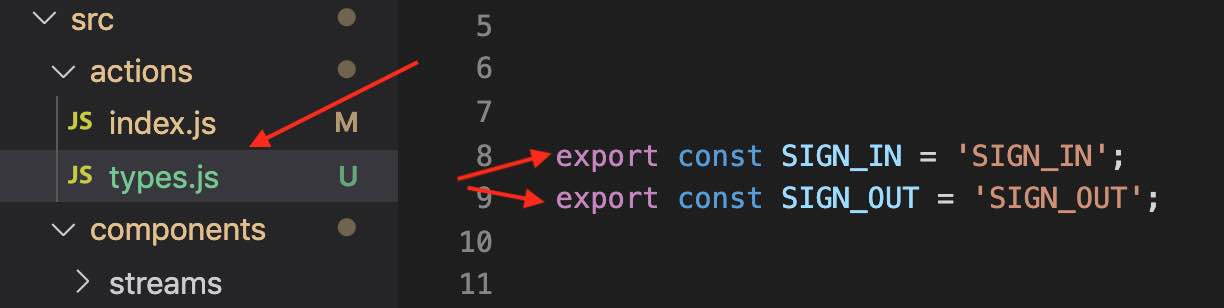 src
actions
JS index.js M
JS types.js U
components
streams
5
6
7
8 export const SIGN_IN = 'SIGN_IN';
9 export const SIGN_OUT = 'SIGN_OUT';
10
11